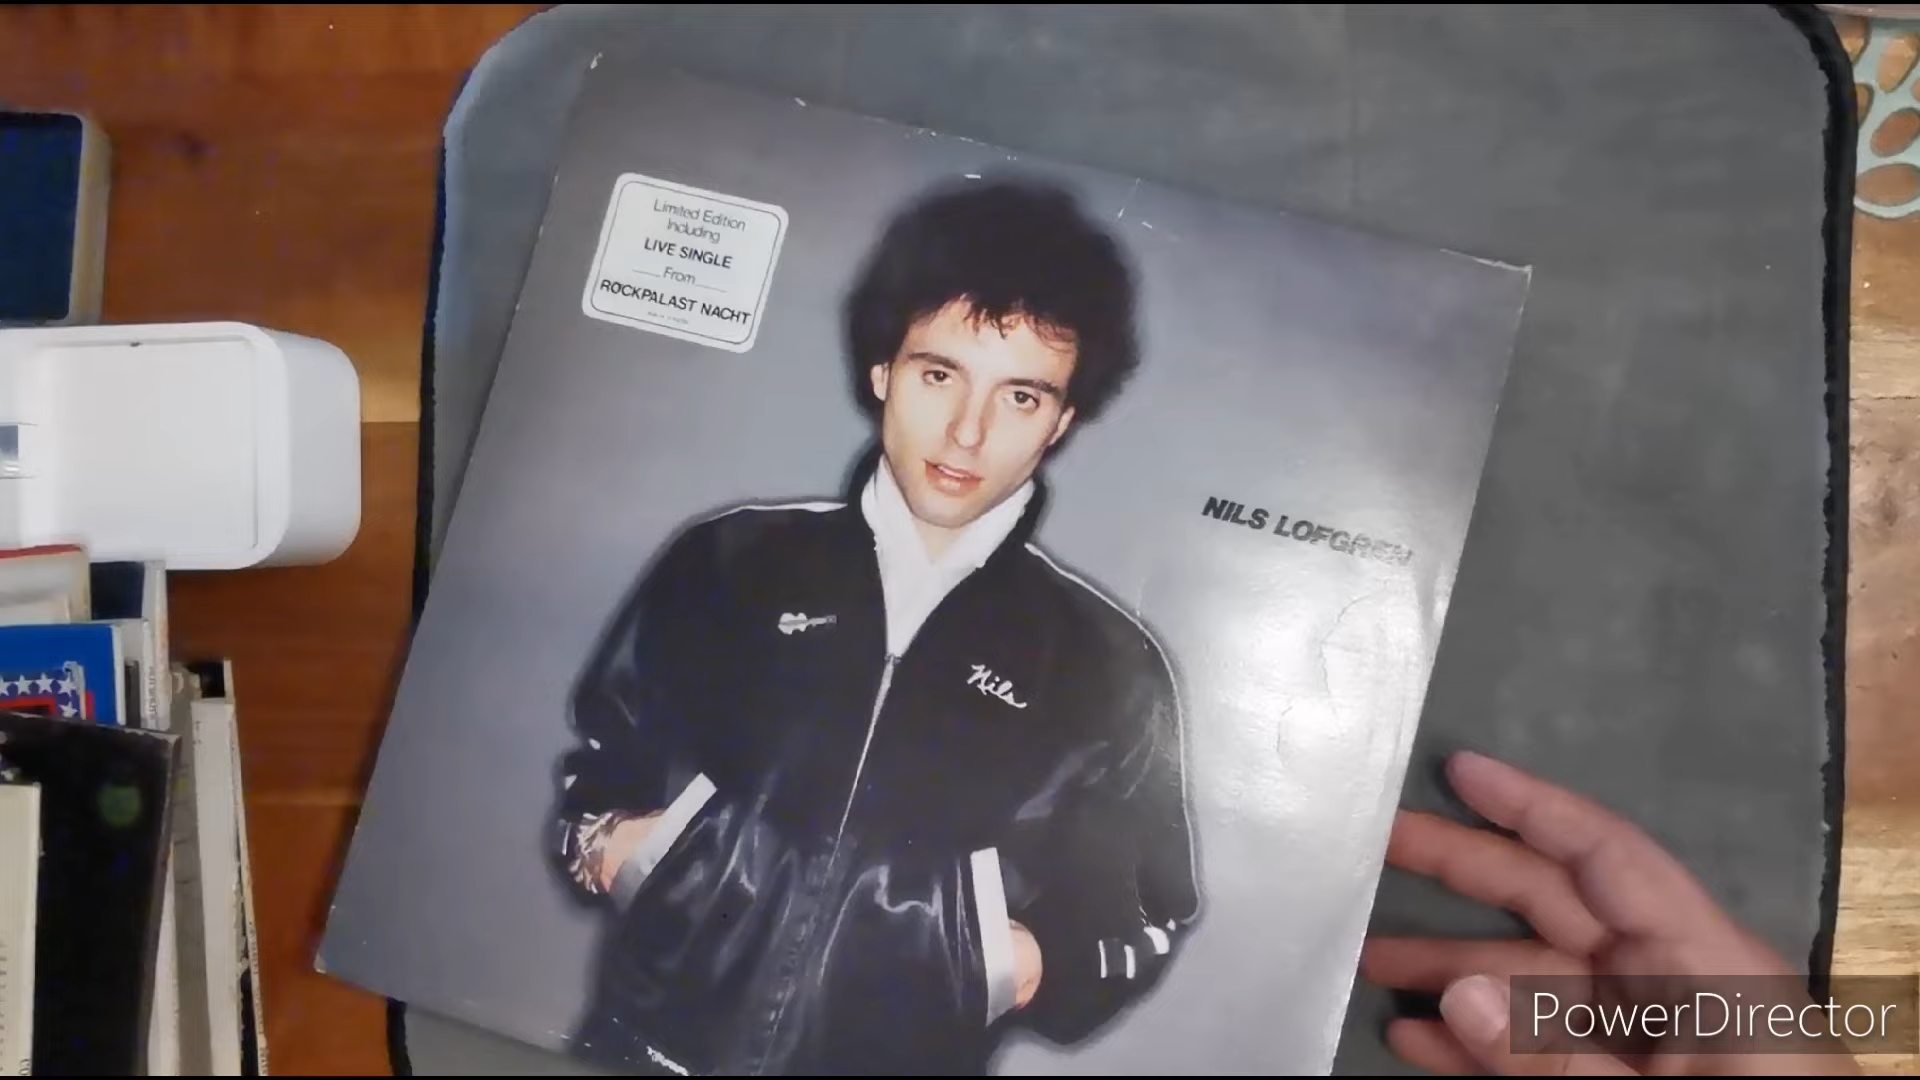 Limited Edition
Including
LIVE SINGLE
From
ROCKPALAST NACHT
NILS LOFGREN
Nils
PowerDirector